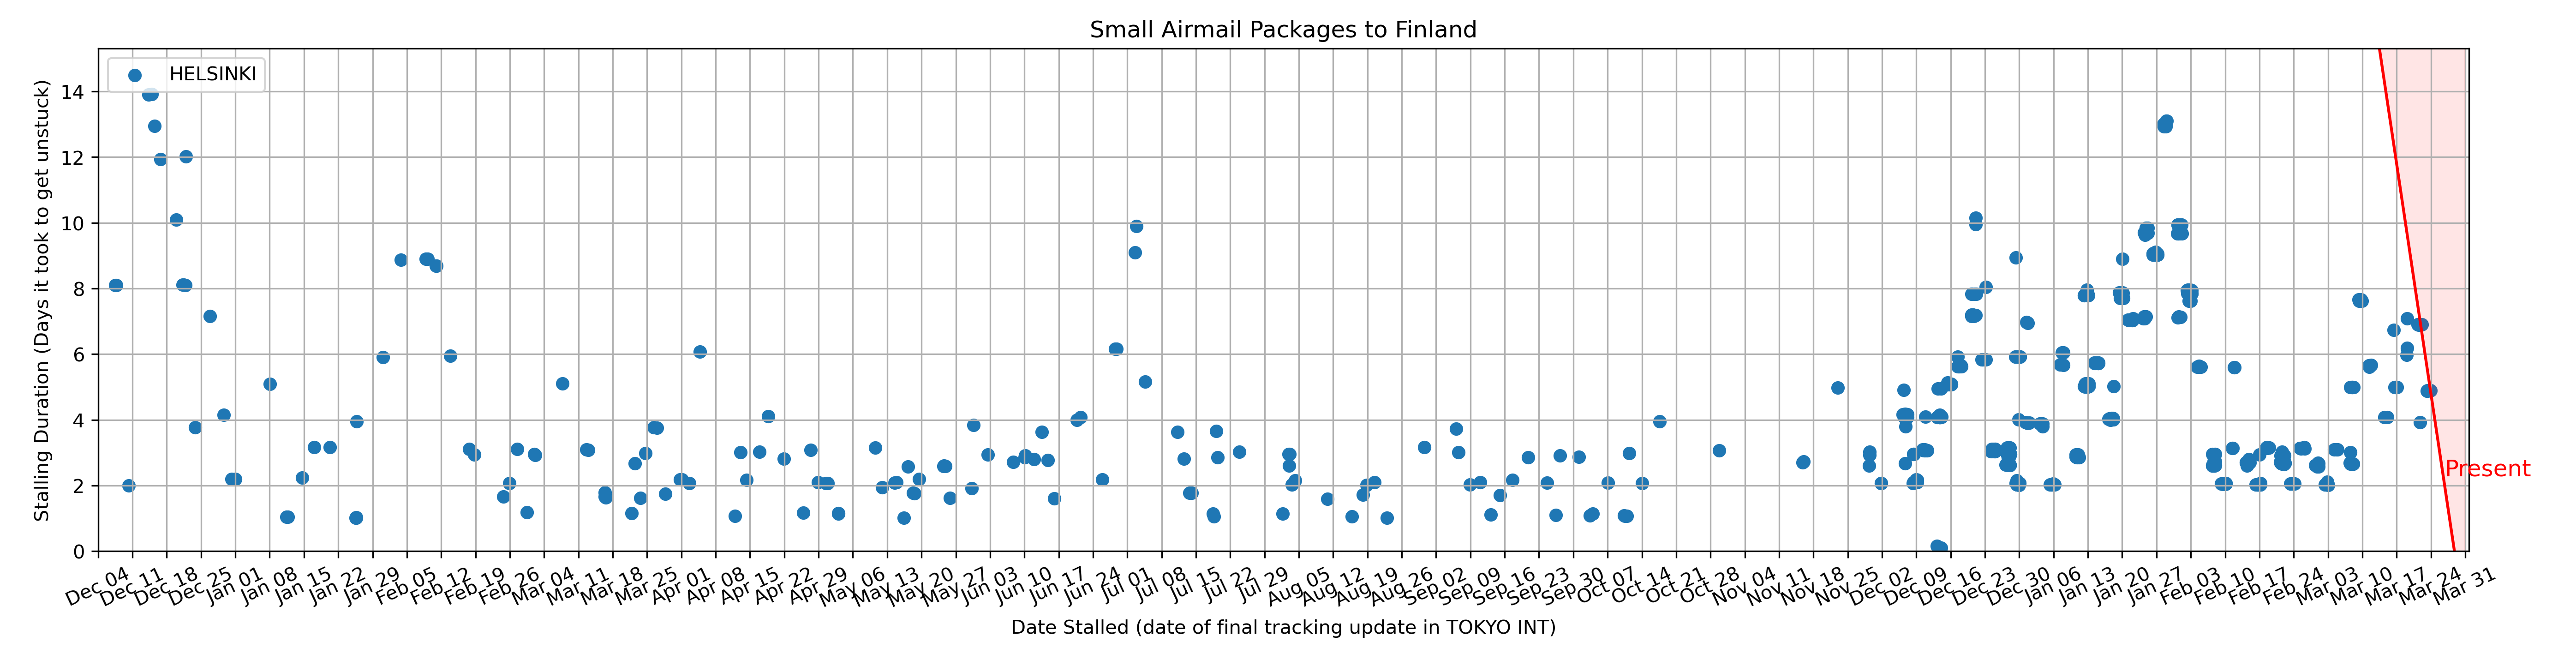 Small Airmail Packages to Finland
HELSINKI
Stalling Duration (Days it took to get unstuck)
14
12
10
8
6
4
2
0
Present
Dec 04 Dec 11 Dec 18 Dec 25 Jan 01 Jan 08 Jan 15 Jan 22 Jan 29 Feb 05 Feb 12 Feb 19 Feb 26 Mar 04 Mar 11 Mar 18 Mar 25 Apr 01 Apr 08 Apr 15 Apr 22 Apr 29 May 06 May 13 May 20 May 27 Jun 03 Jun 10 Jun 17 Jun 24 Jul 01 Jul 08 Jul 15 Jul 22 Jul 29 Aug 05 Aug 12 Aug 19 Aug 26 Sep 02 Sep 09 Sep 16 Sep 23 Sep 30 Oct 07 Oct 14 Oct 21 Oct 28 Nov 04 Nov 11 Nov 18 Nov 25 Dec 02 Dec 09 Dec 16 Dec 23 Dec 30 Jan 06 Jan 13 Jan 20 Jan 27 Feb 03 Feb 10 Feb 17 Feb 24 Mar 03 Mar 10 Mar 17 Mar 24 Mar 31
Date Stalled (date of final tracking update in TOKYO INT)